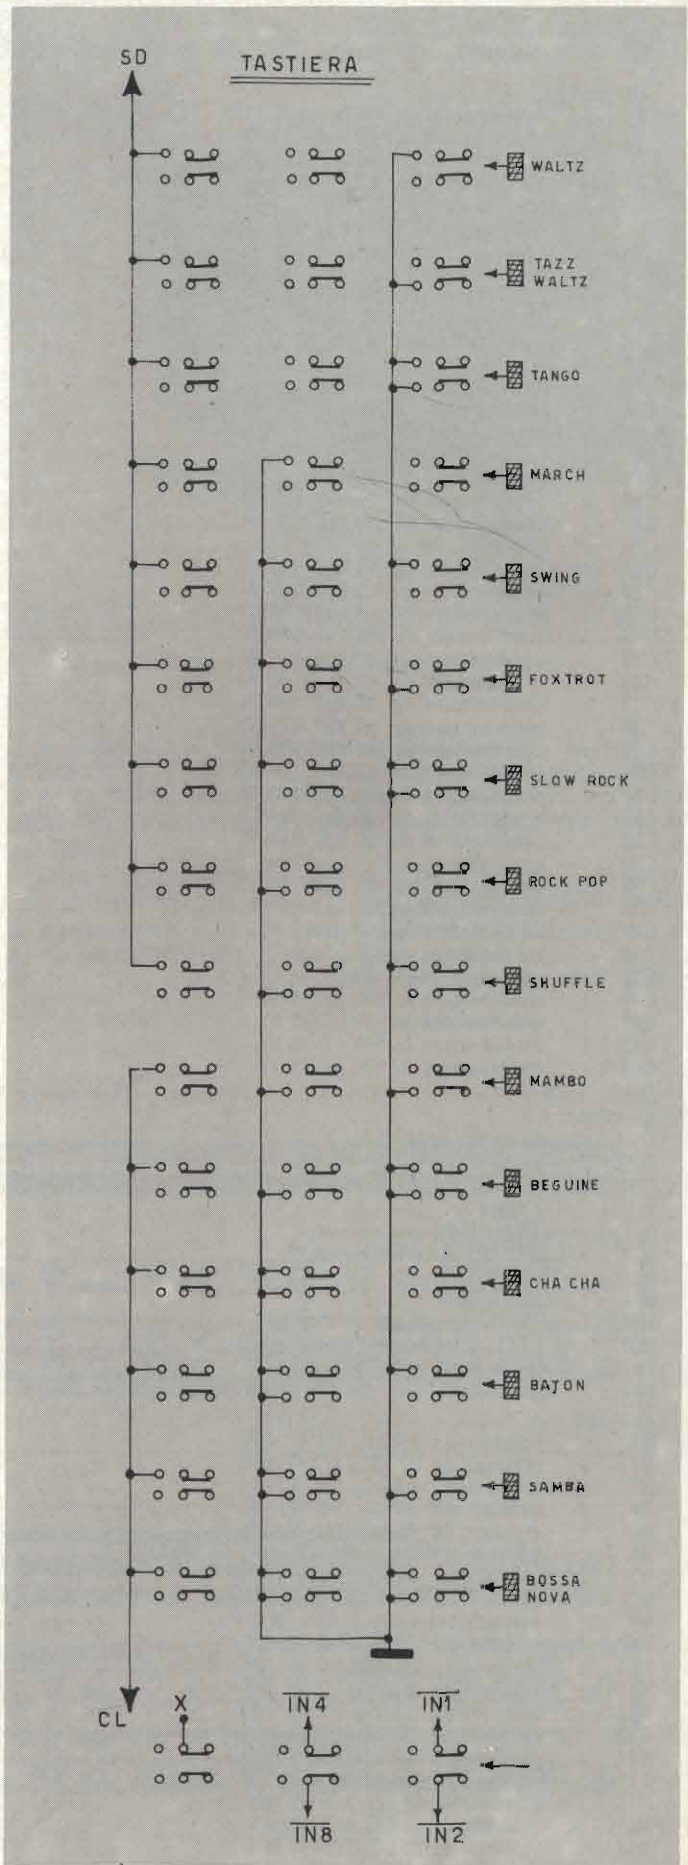 SD
TASTIERA
WALTZ
TAZZ
WALTZ
TANGO
MARCH
SWING
FOXTROT
SLOW ROCK
ROCK POP
SHUFFLE
MAMBO
BEGUINE
CHA CHA
BAJON
SAMBA
BOSSA
NOVA
CL
X
IN4
IN1
IN8
IN2